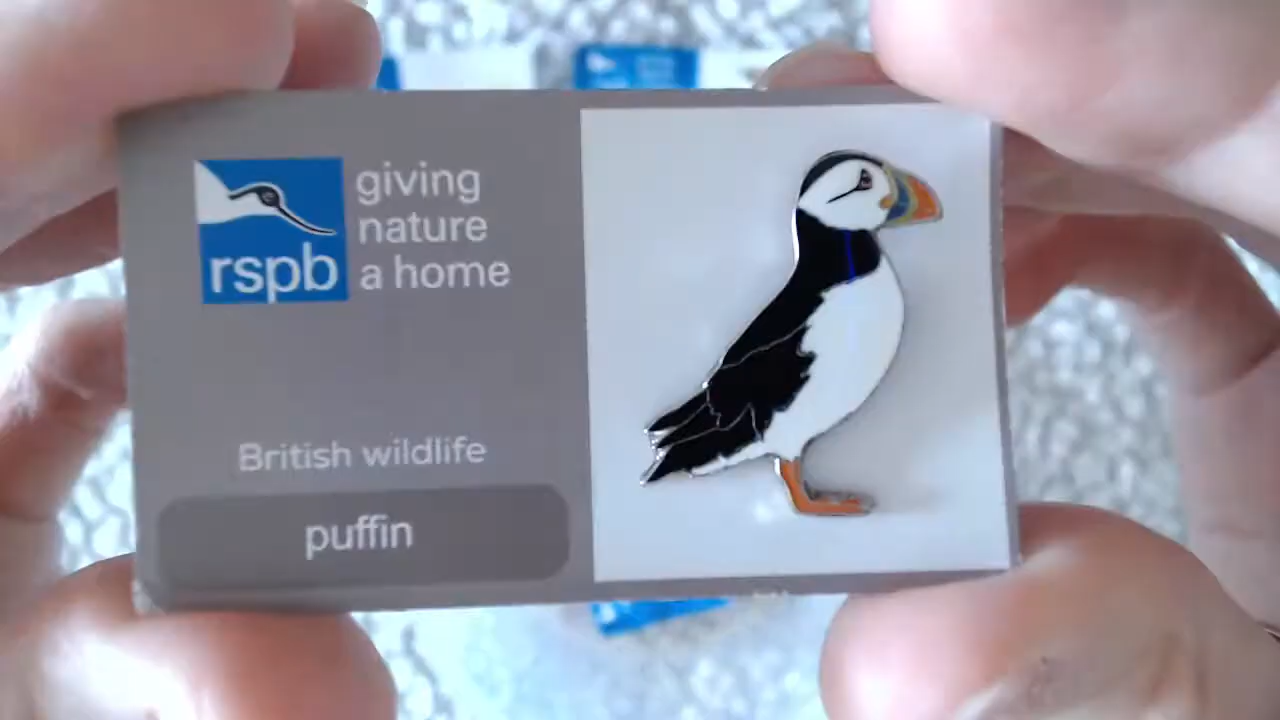 rspb
giving
nature
a home
British wildlife
puffin